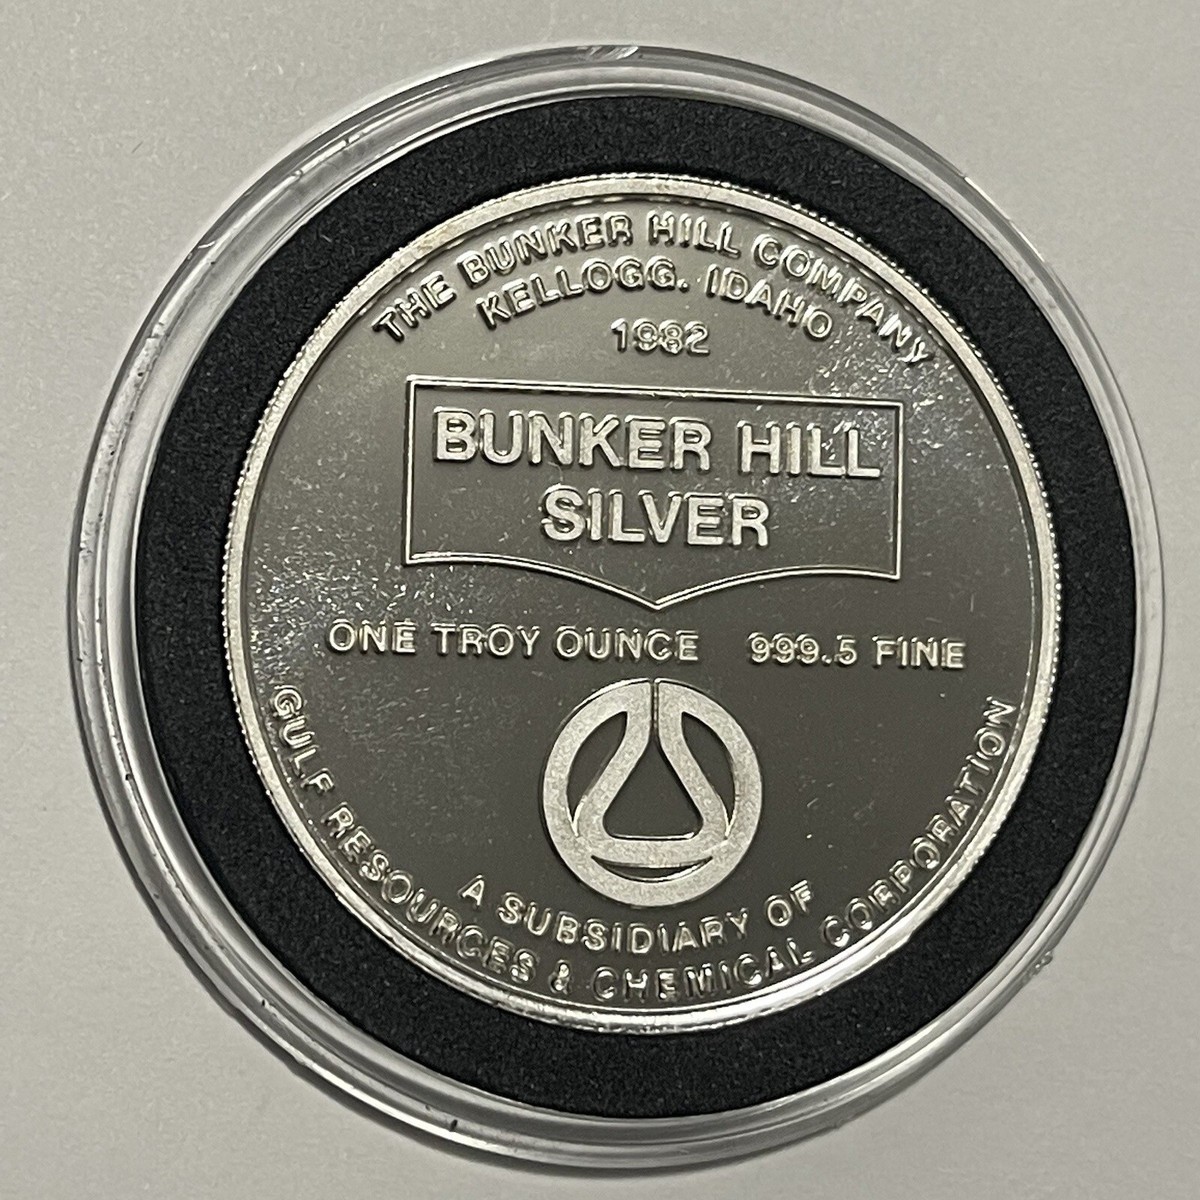 THE BUNKER HILL COMPANY
KELLOGG. IDAHO
1982
BUNKER HILL
SILVER
ONE TROY OUNCE 999.5 FINE
A SUBSIDIARY OF
GULF RESOURCES & CHEMICAL CORPORATION